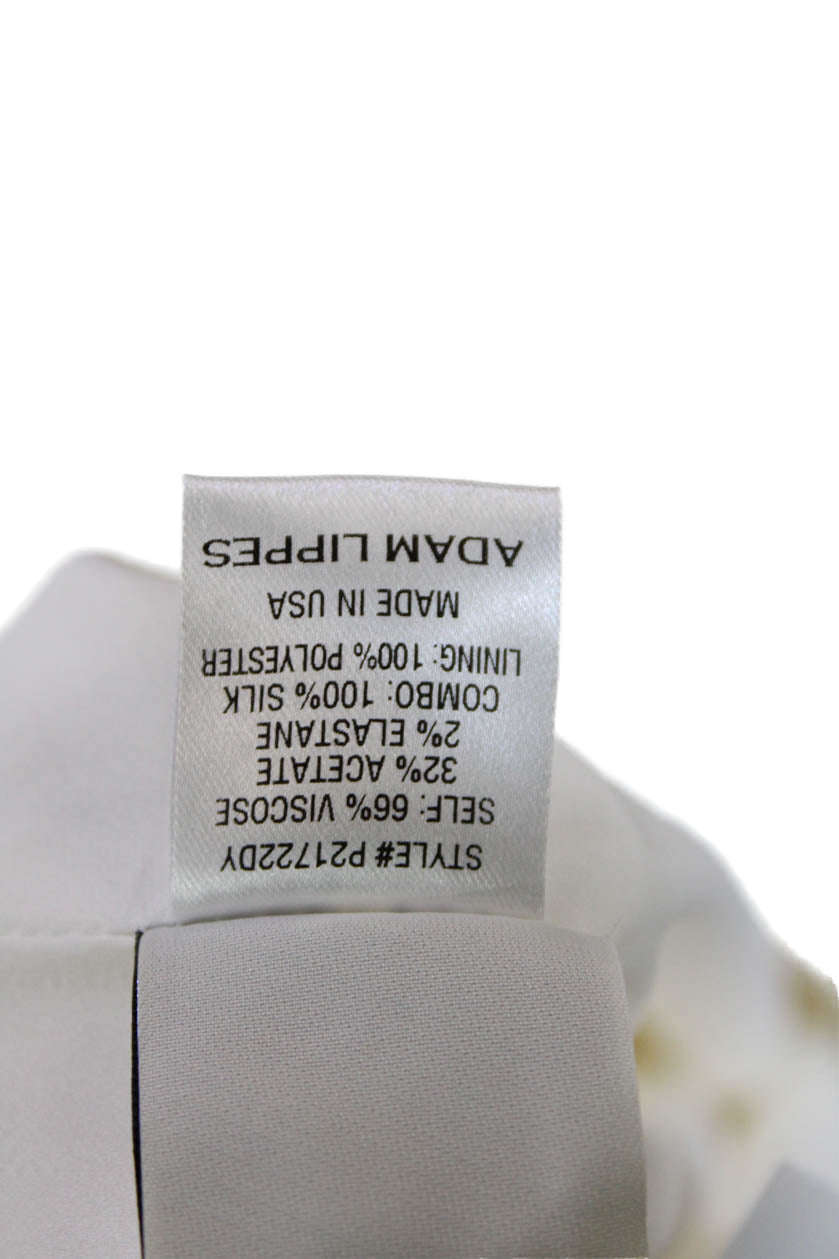 STYLE# P21722DY
SELF: 66% VISCOSE
32% ACETATE
2% ELASTANE
COMBO: 100% SILK
LINING: 100% POLYESTER
MADE IN USA
ADAM LIPPES